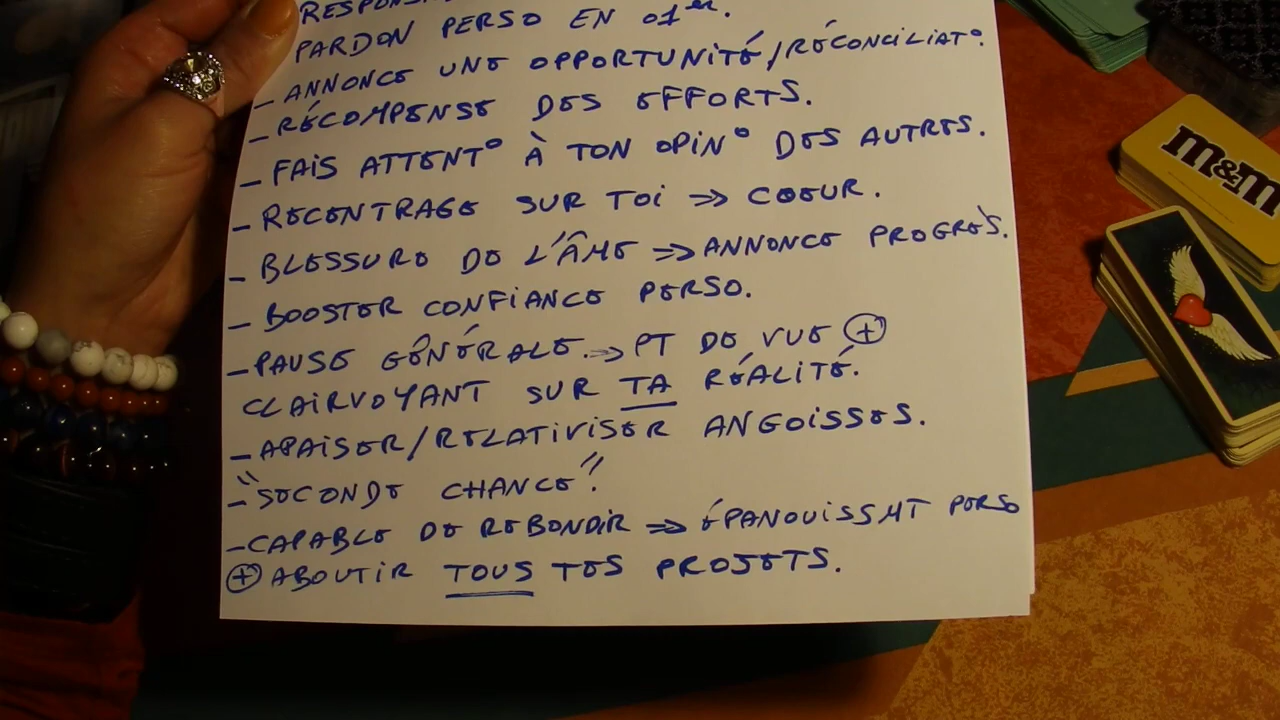 PARDON PERSO EN 01er.
- ANNONCE UNE OPPORTUNITÉ/RÉCONCILIAT°.
- RÉCOMPENSE DES EFFORTS.
- FAIS ATTENT° À TON OPIN° DES AUTRES.
- RECENTRAGE SUR TOI => COEUR.
- BLESSURE DE L'ÂME => ANNONCE PROGRÈS.
- BOOSTER CONFIANCE PERSO.
- PAUSE GÉNÉRALE. => PT DE VUE ⊕
CLAIRVOYANT SUR TA RÉALITÉ.
- APAISER/RELATIVISER ANGOISSES.
- "SECONDE CHANCE".
- CAPABLE DE REBONDIR => ÉPANOUISSMT PERSO
⊕ ABOUTIR TOUS TES PROJETS.
M&M